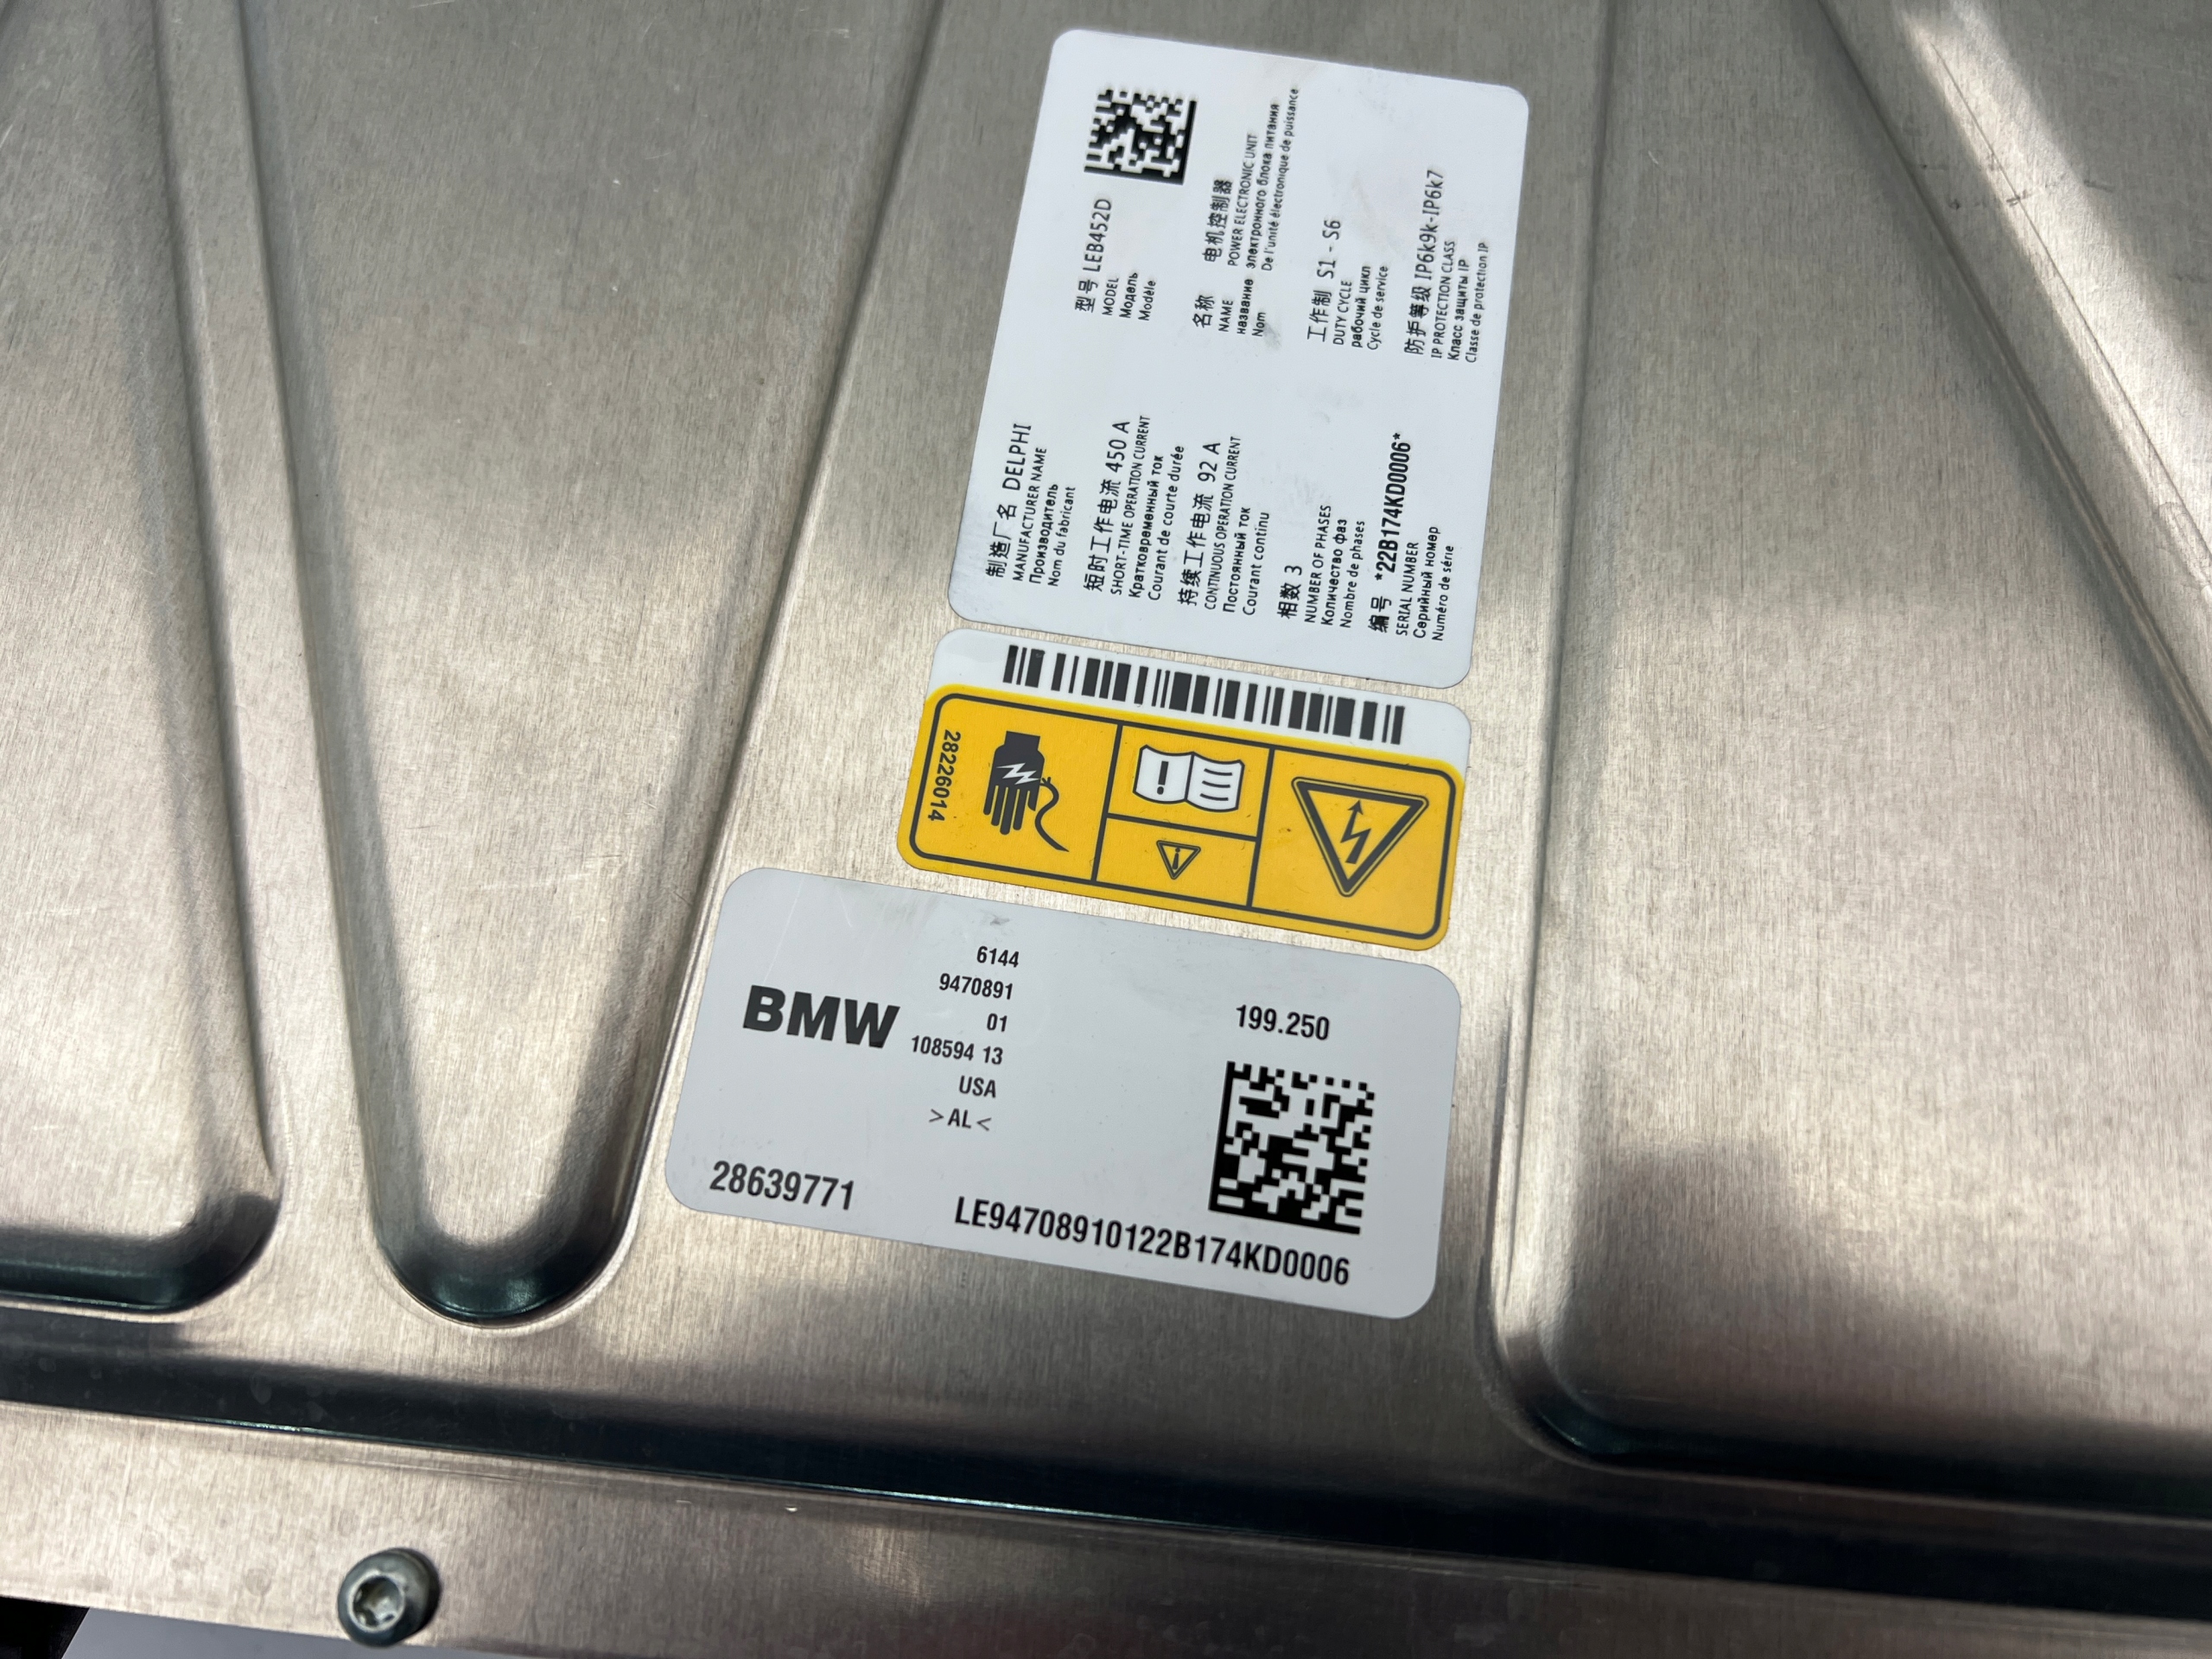 制造厂名 DELPHI
MANUFACTURER NAME
Производитель
Nom du fabricant
型号 LEB452D
MODEL
Модель
Modèle
短时工作电流 450 A
SHORT-TIME OPERATION CURRENT
Кратковременный ток
Courant de courte durée
名称 电机控制器
NAME POWER ELECTRONIC UNIT
название электронного блока питания
Nom De l'unité électronique de puissance
持续工作电流 92 A
CONTINUOUS OPERATION CURRENT
Постоянный ток
Courant continu
工作制 S1 - S6
DUTY CYCLE
рабочий цикл
Cycle de service
相数 3
NUMBER OF PHASES
Количество фаз
Nombre de phases
防护等级 IP6k9k-IP6k7
IP PROTECTION CLASS
Класс защиты IP
Classe de protection IP
编号 *22B174KD0006*
SERIAL NUMBER
Серийный номер
Numéro de série
28226014
BMW
6144
9470891
01
108594 13
USA
>AL<
199.250
28639771
LE94708910122B174KD0006